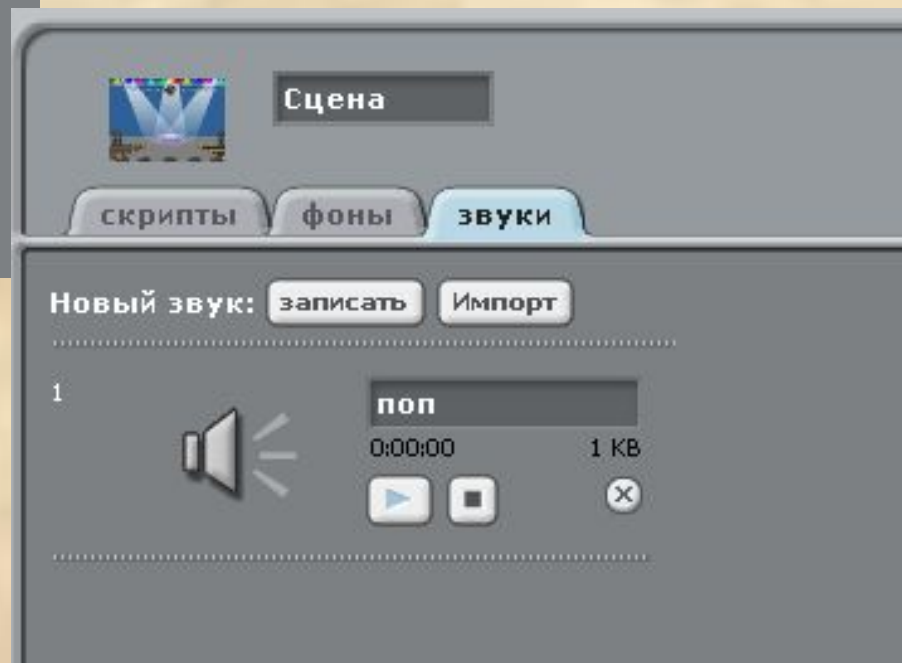 Сцена
скрипты фоны звуки
Новый звук: записать Импорт
1
поп
0:00:00 1 KB